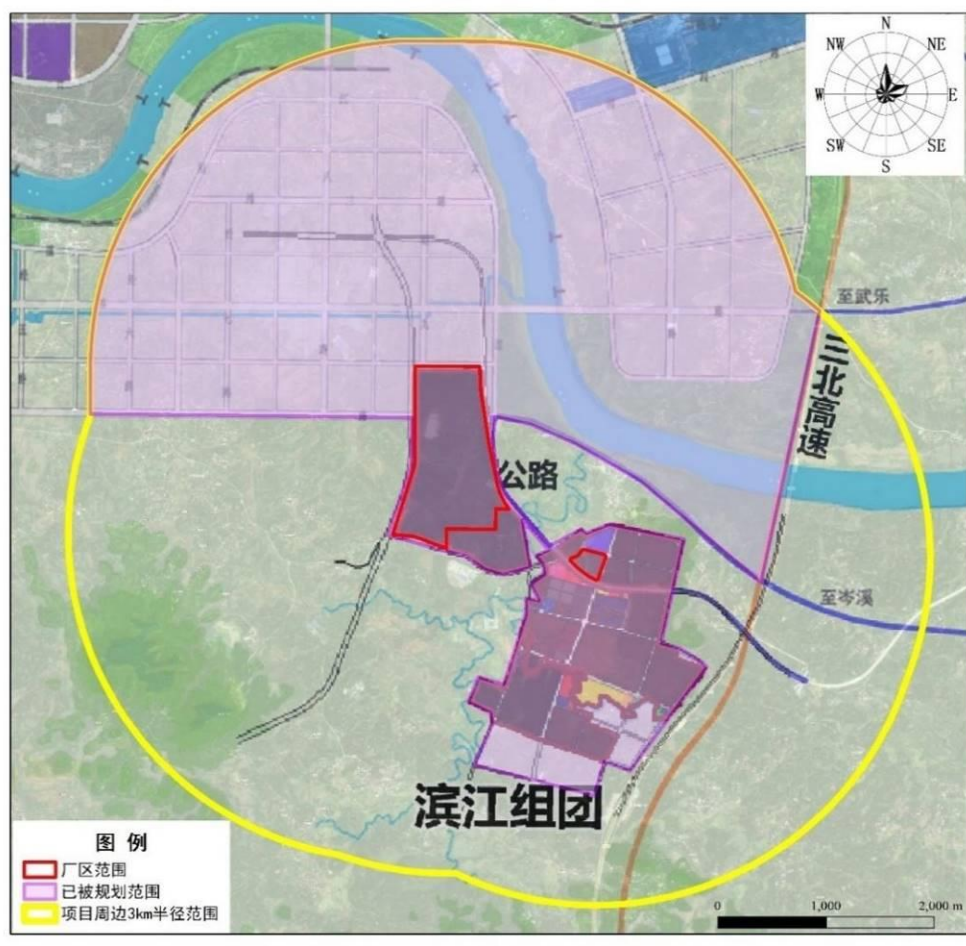 N
NW
NE
W
E
SW
SE
S
至武乐
三北高速
公路
至岑溪
滨江组团
图 例
厂区范围
已被规划范围
项目周边3km半径范围
0 1,000 2,000 m